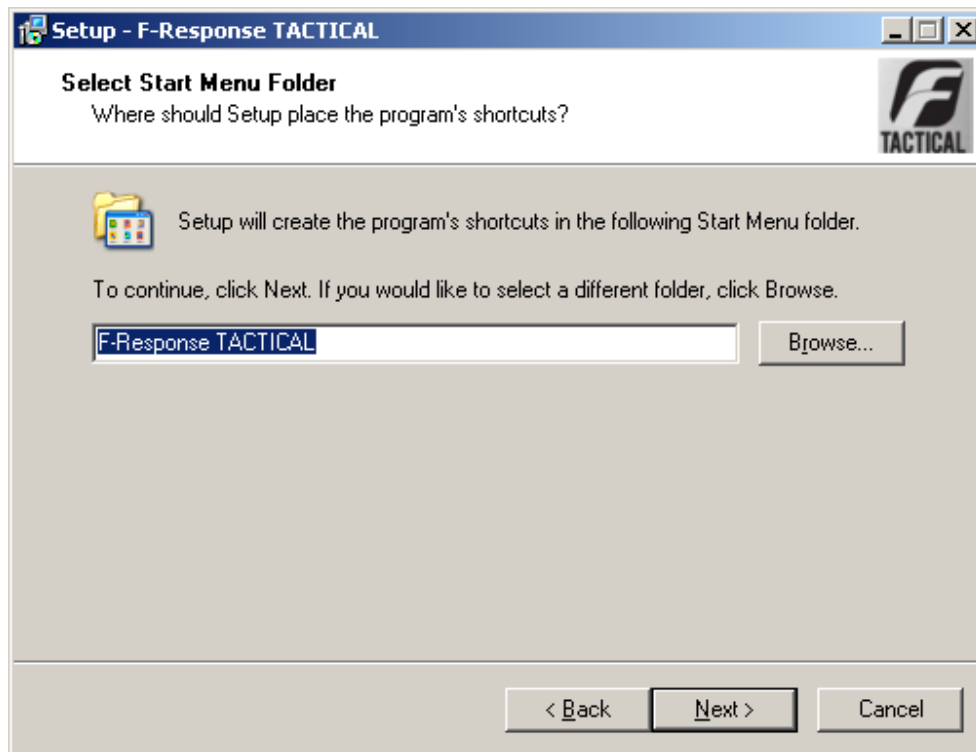 Setup - F-Response TACTICAL
Select Start Menu Folder
Where should Setup place the program's shortcuts?
TACTICAL
Setup will create the program's shortcuts in the following Start Menu folder.
To continue, click Next. If you would like to select a different folder, click Browse.
F-Response TACTICAL
Browse...
< Back
Next >
Cancel